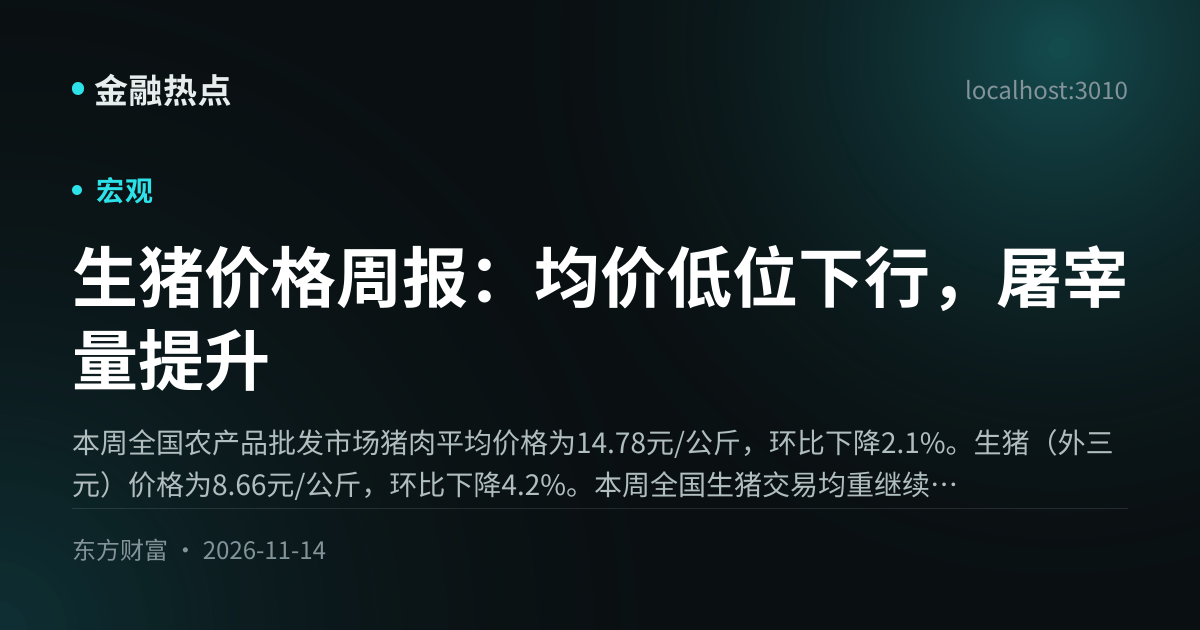 金融热点
localhost:3010
宏观
生猪价格周报：均价低位下行，屠宰
量提升
本周全国农产品批发市场猪肉平均价格为14.78元/公斤，环比下降2.1%。生猪（外三
元）价格为8.66元/公斤，环比下降4.2%。本周全国生猪交易均重继续…
东方财富 · 2026-11-14